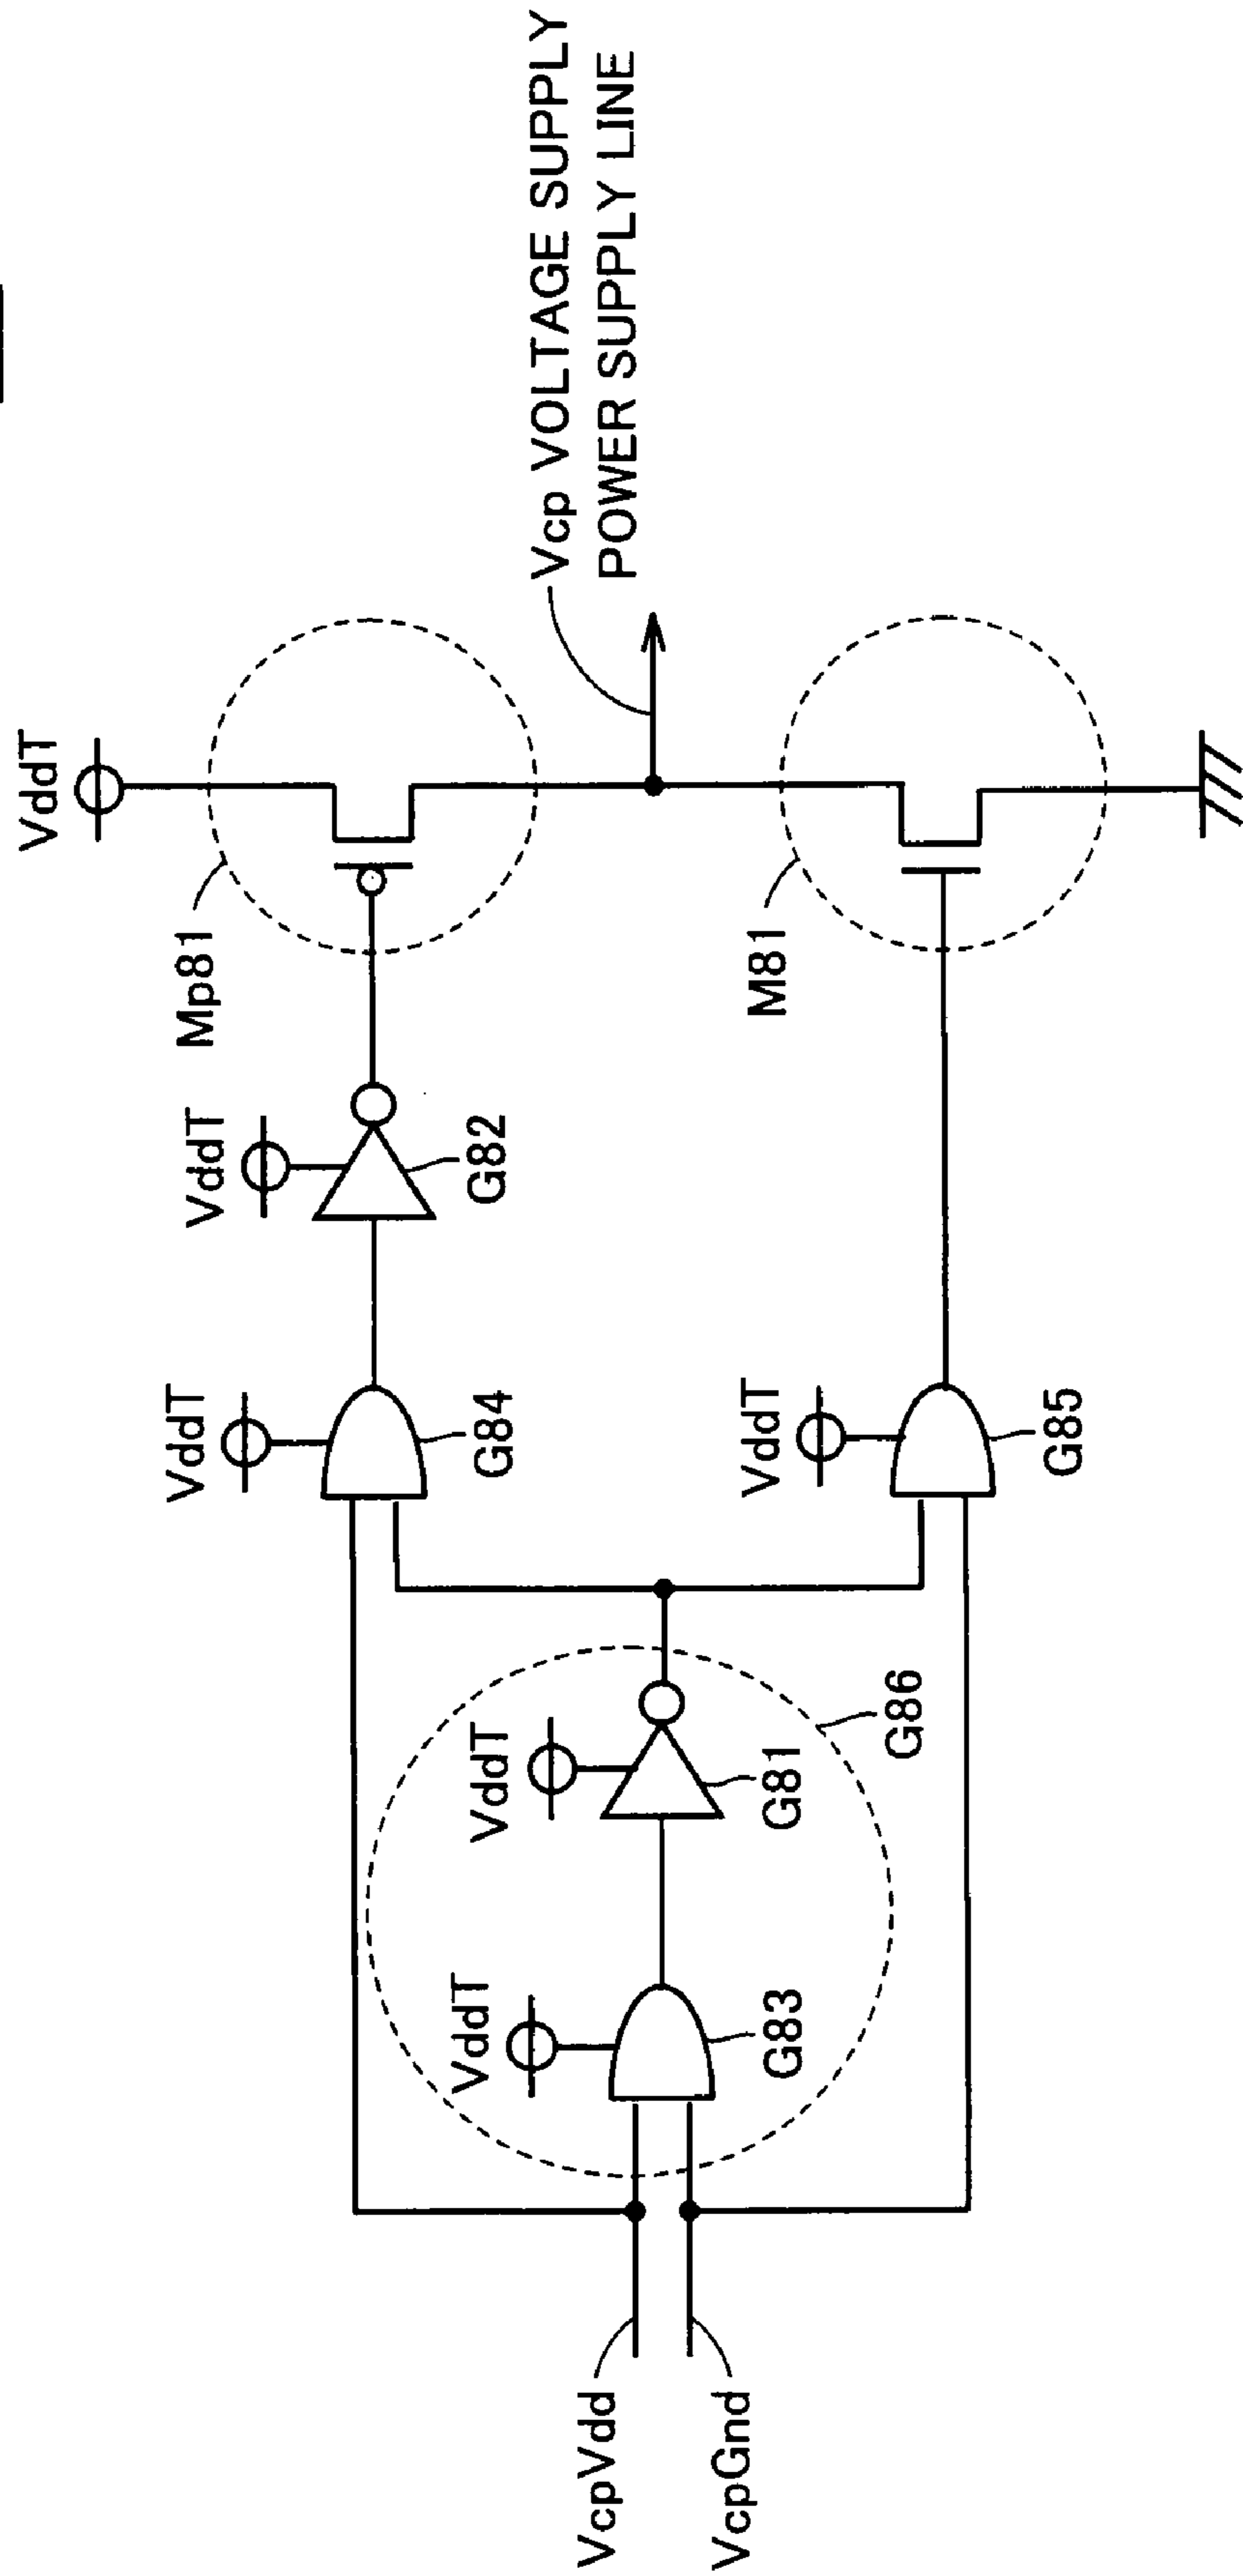 VddT
Mp81
VddT
G82
VddT
G84
Vcp VOLTAGE SUPPLY
POWER SUPPLY LINE
VddT
G81
VddT
G83
G86
VcpVdd
VcpGnd
M81
VddT
G85